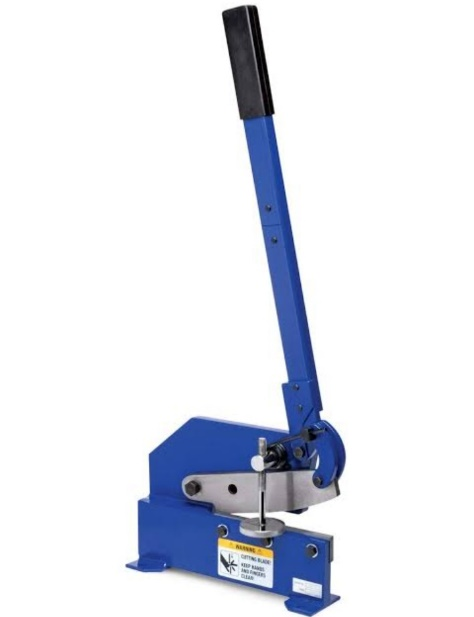 WARNING
CUTTING BLADE!
KEEP HANDS
AND FINGERS
CLEAR!